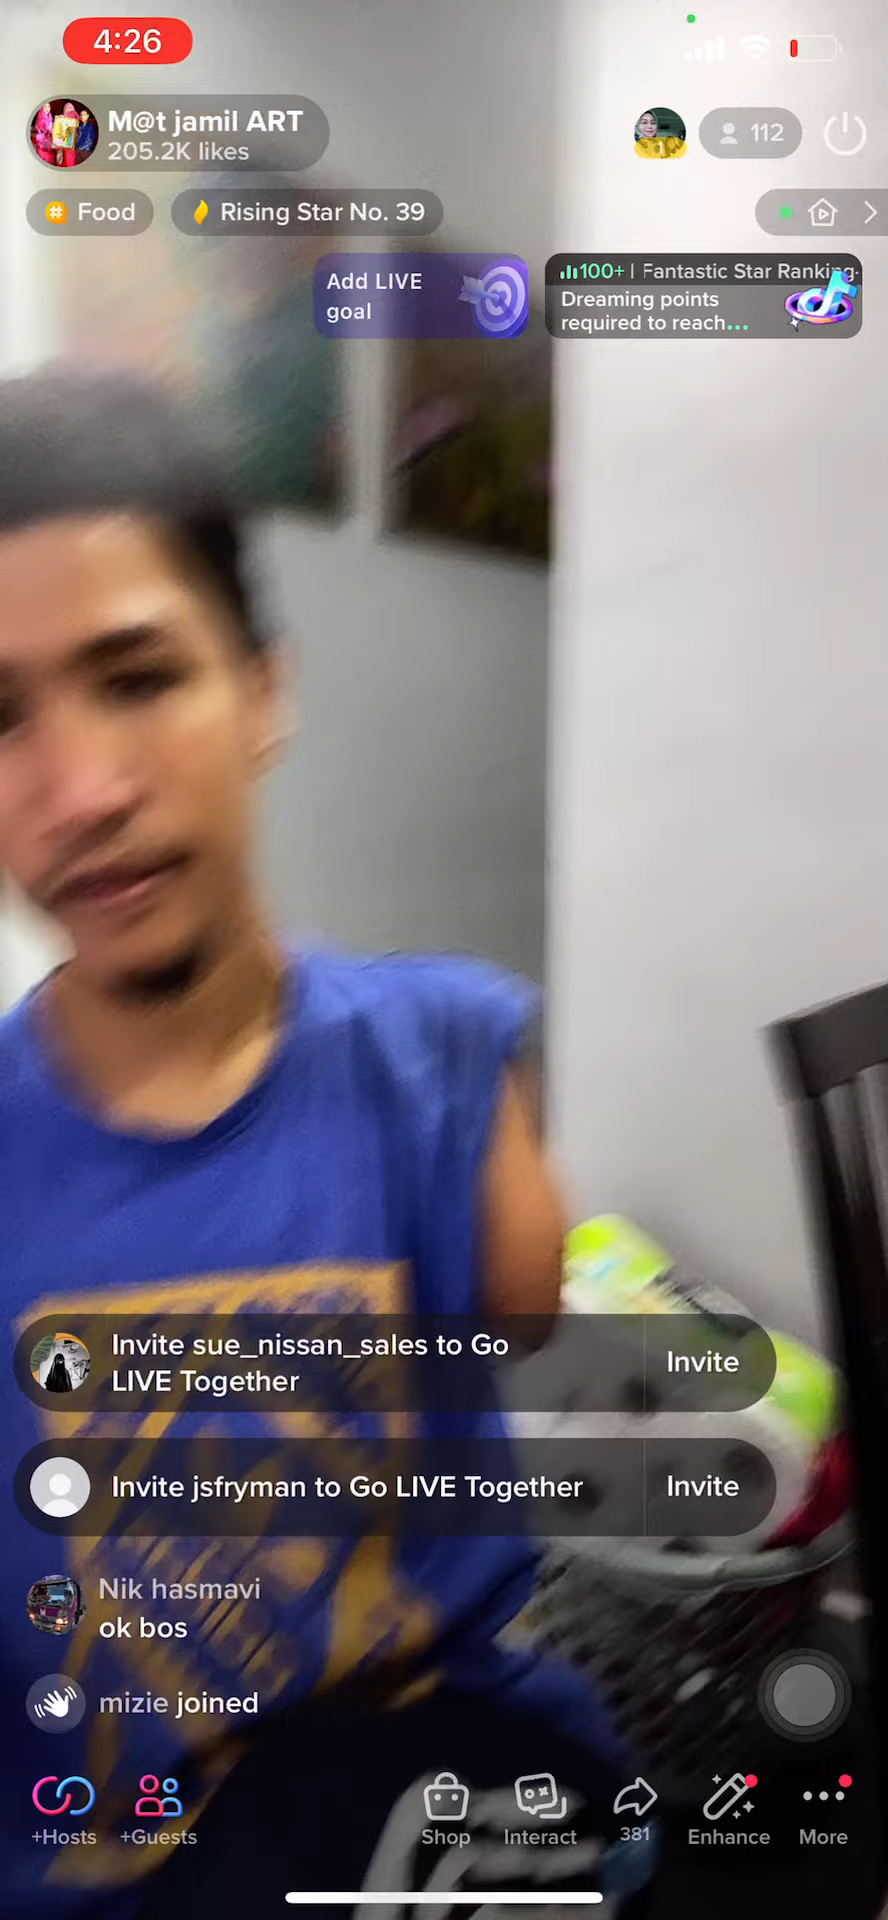 4:26
M@t jamil ART
205.2K likes
112
Food
Rising Star No. 39
Add LIVE
goal
100+ | Fantastic Star Ranking
Dreaming points
required to reach...
Invite sue_nissan_sales to Go
LIVE Together
Invite
Invite jsfryman to Go LIVE Together
Invite
Nik hasmavi
ok bos
mizie joined
+Hosts
+Guests
Shop
Interact
381
Enhance
More